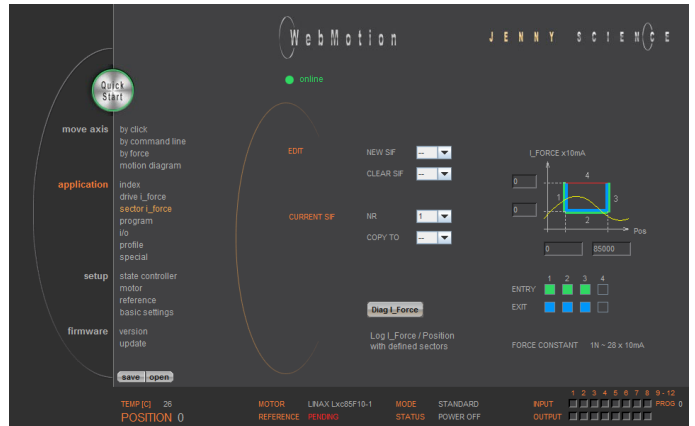 WebMotion
JENNY SCIENCE
online
Quick
Start
move axis
by click
by command line
by force
motion diagram
application
index
drive i_force
sector i_force
program
i/o
profile
special
setup
state controller
motor
reference
basic settings
firmware
version
update
save open
EDIT
NEW SIF --
CLEAR SIF --
CURRENT SIF
NR 1
COPY TO --
Diag I_Force
Log I_Force / Position
with defined sectors
I_FORCE x10mA
0
4
1
3
0
2
Pos
0 85000
1 2 3 4
ENTRY
EXIT
FORCE CONSTANT 1N ~ 28 x 10mA
1 2 3 4 5 6 7 8 9 - 12
TEMP [C] 26 MOTOR LINAX Lxc85F10-1 MODE STANDARD INPUT PROG 0
POSITION 0 REFERENCE PENDING STATUS POWER OFF OUTPUT